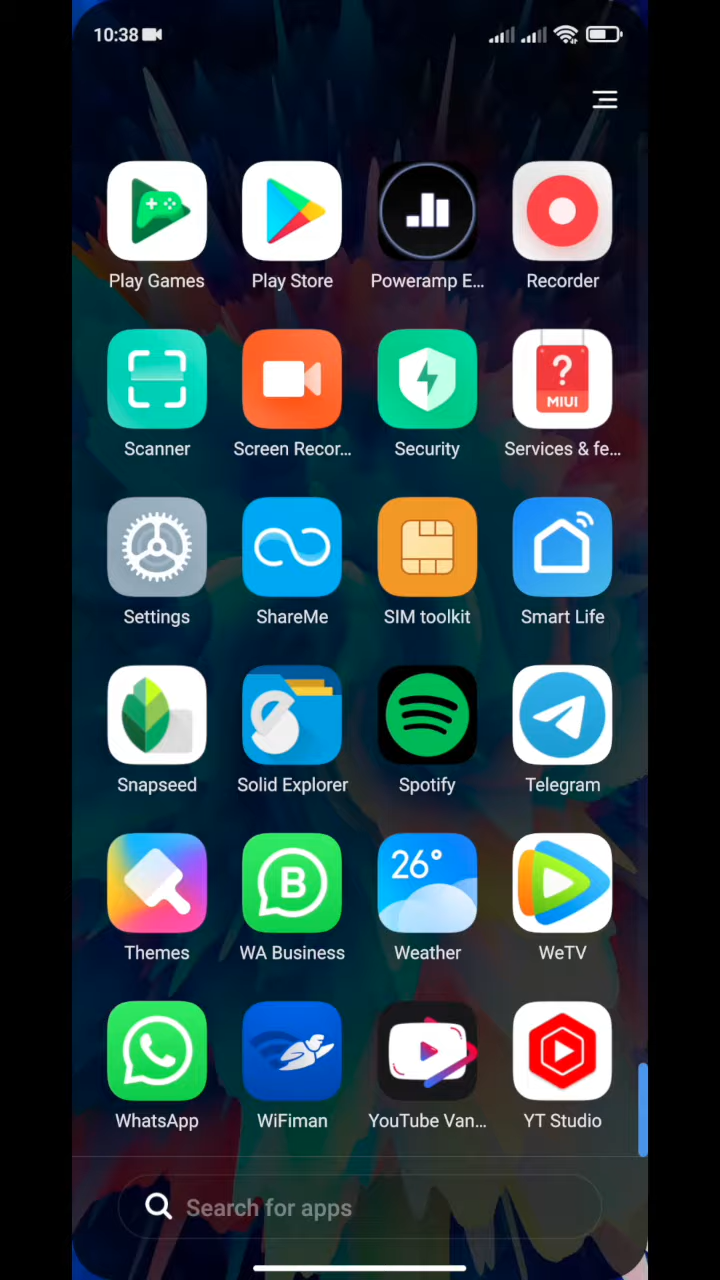 10:38
Play Games Play Store Poweramp E... Recorder
MIUI
Scanner Screen Recor... Security Services & fe...
Settings ShareMe SIM toolkit Smart Life
Snapseed Solid Explorer Spotify Telegram
B 26°
Themes WA Business Weather WeTV
WhatsApp WiFiman YouTube Van... YT Studio
Search for apps